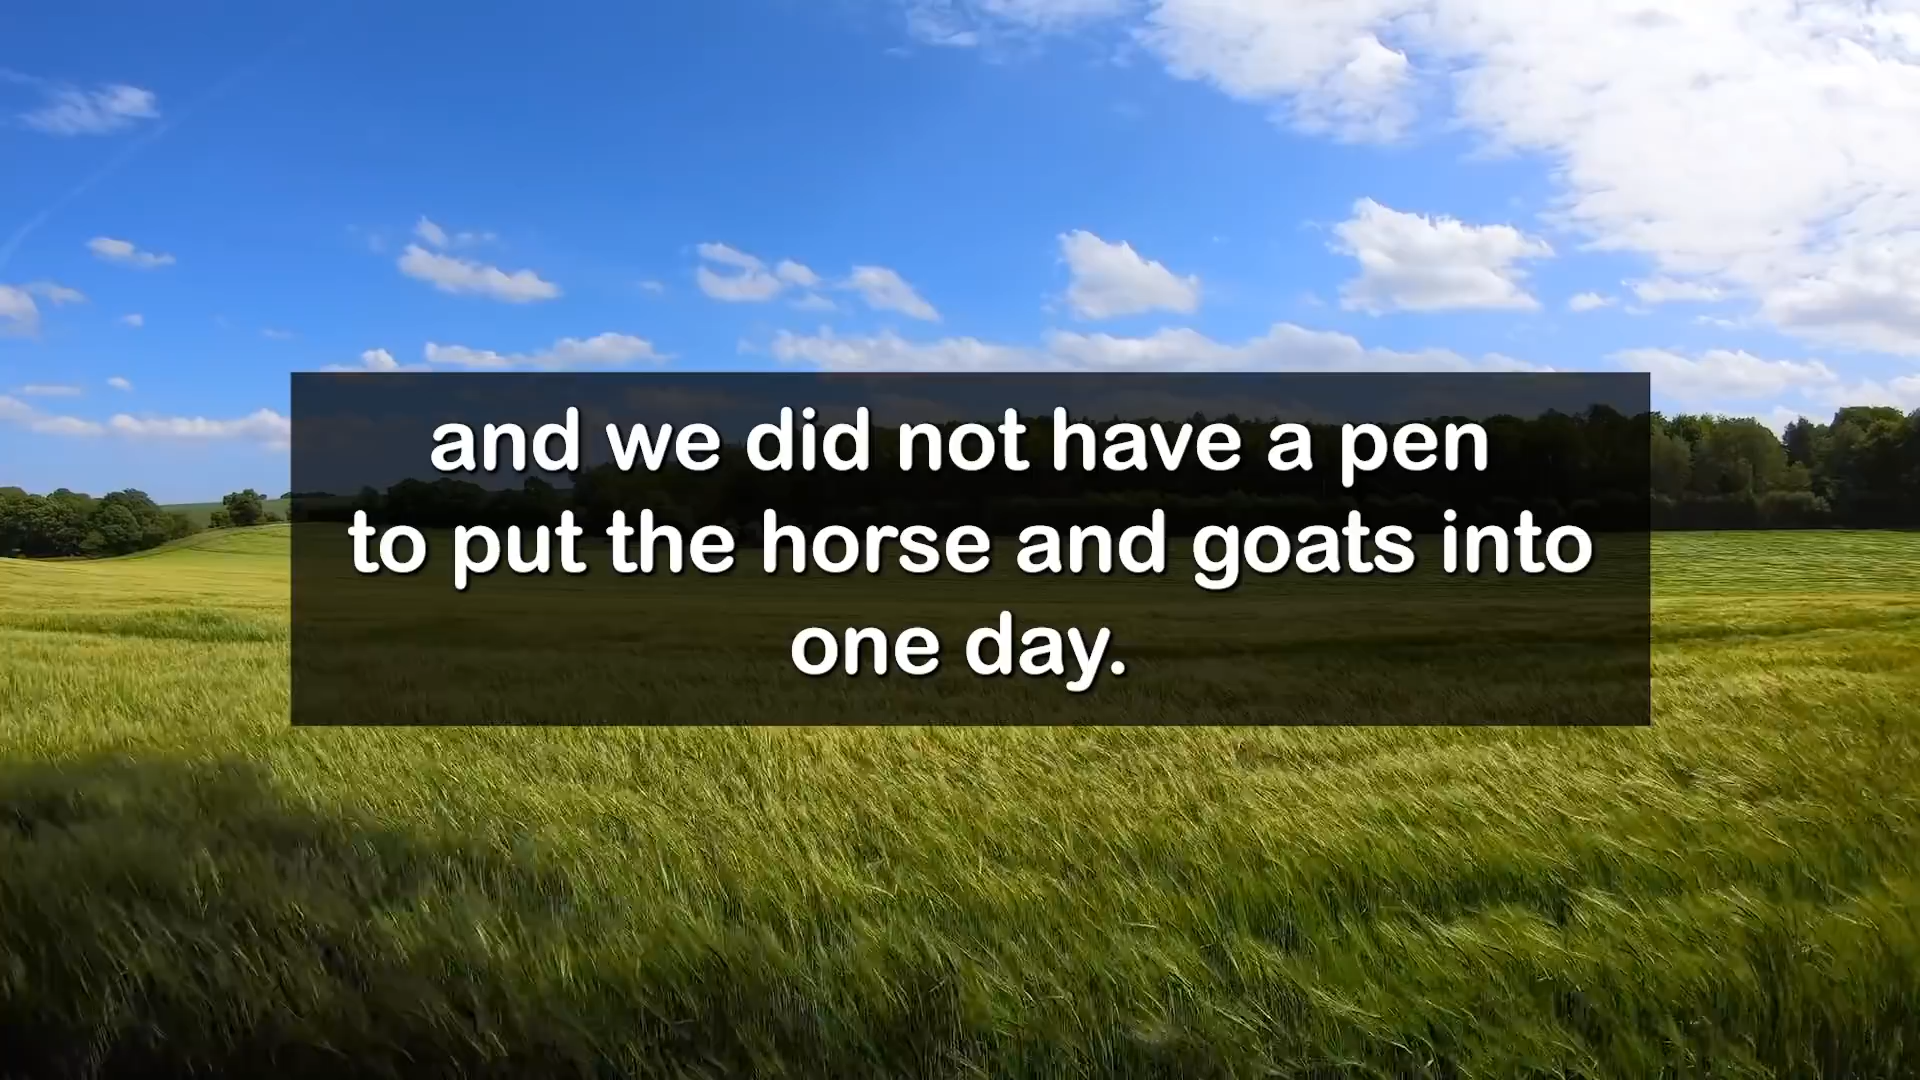 and we did not have a pen
to put the horse and goats into
one day.